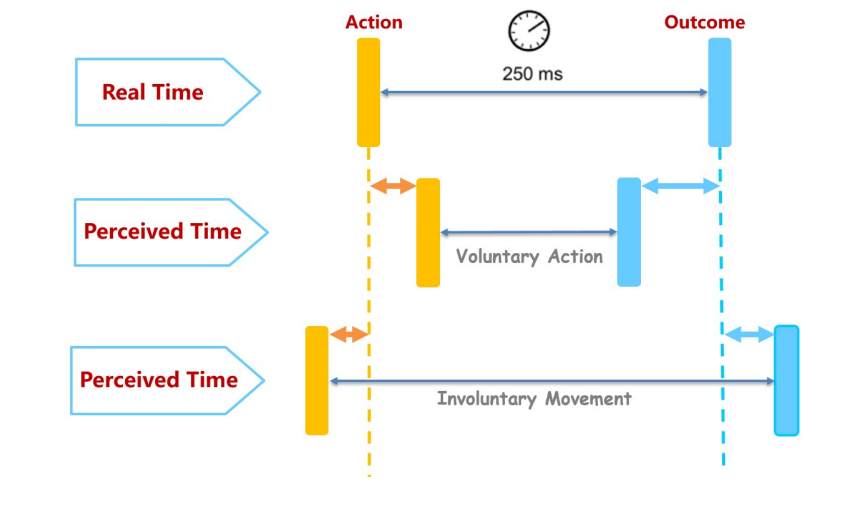 Action
Outcome
250 ms
Real Time
Perceived Time
Voluntary Action
Perceived Time
Involuntary Movement